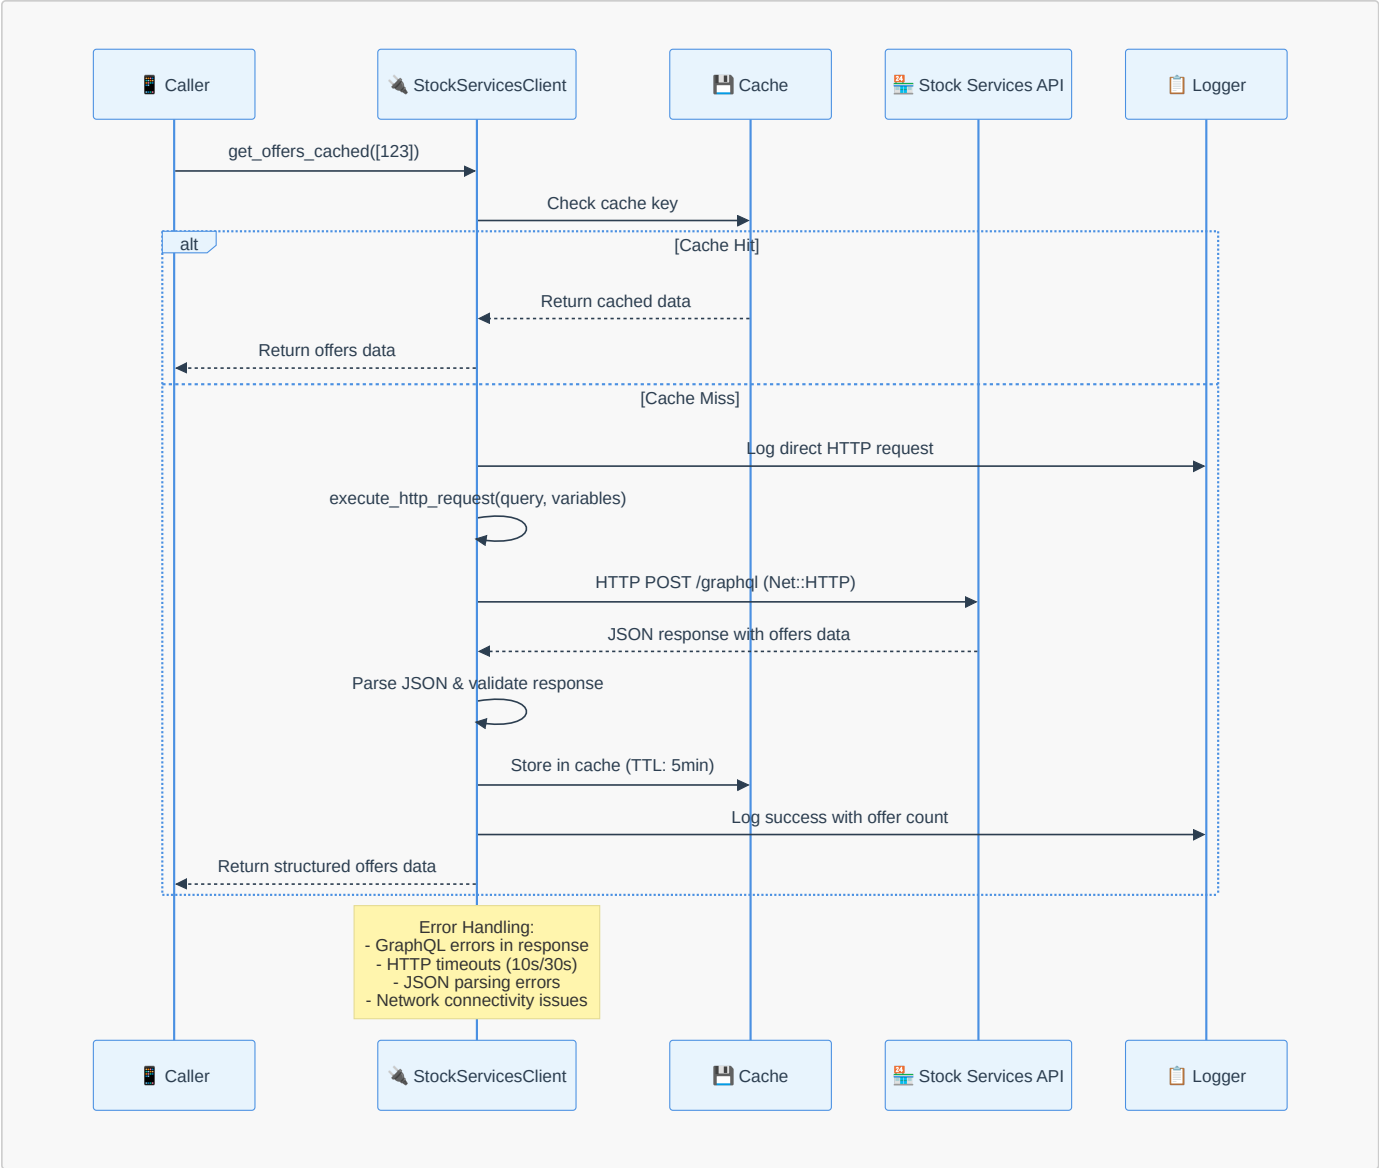 📱 Caller
🔌 StockServicesClient
💾 Cache
🏪 Stock Services API
📋 Logger
get_offers_cached([123])
Check cache key
alt
[Cache Hit]
Return cached data
Return offers data
[Cache Miss]
Log direct HTTP request
execute_http_request(query, variables)
HTTP POST /graphql (Net::HTTP)
JSON response with offers data
Parse JSON & validate response
Store in cache (TTL: 5min)
Log success with offer count
Return structured offers data
Error Handling:
- GraphQL errors in response
- HTTP timeouts (10s/30s)
- JSON parsing errors
- Network connectivity issues
📱 Caller
🔌 StockServicesClient
💾 Cache
🏪 Stock Services API
📋 Logger